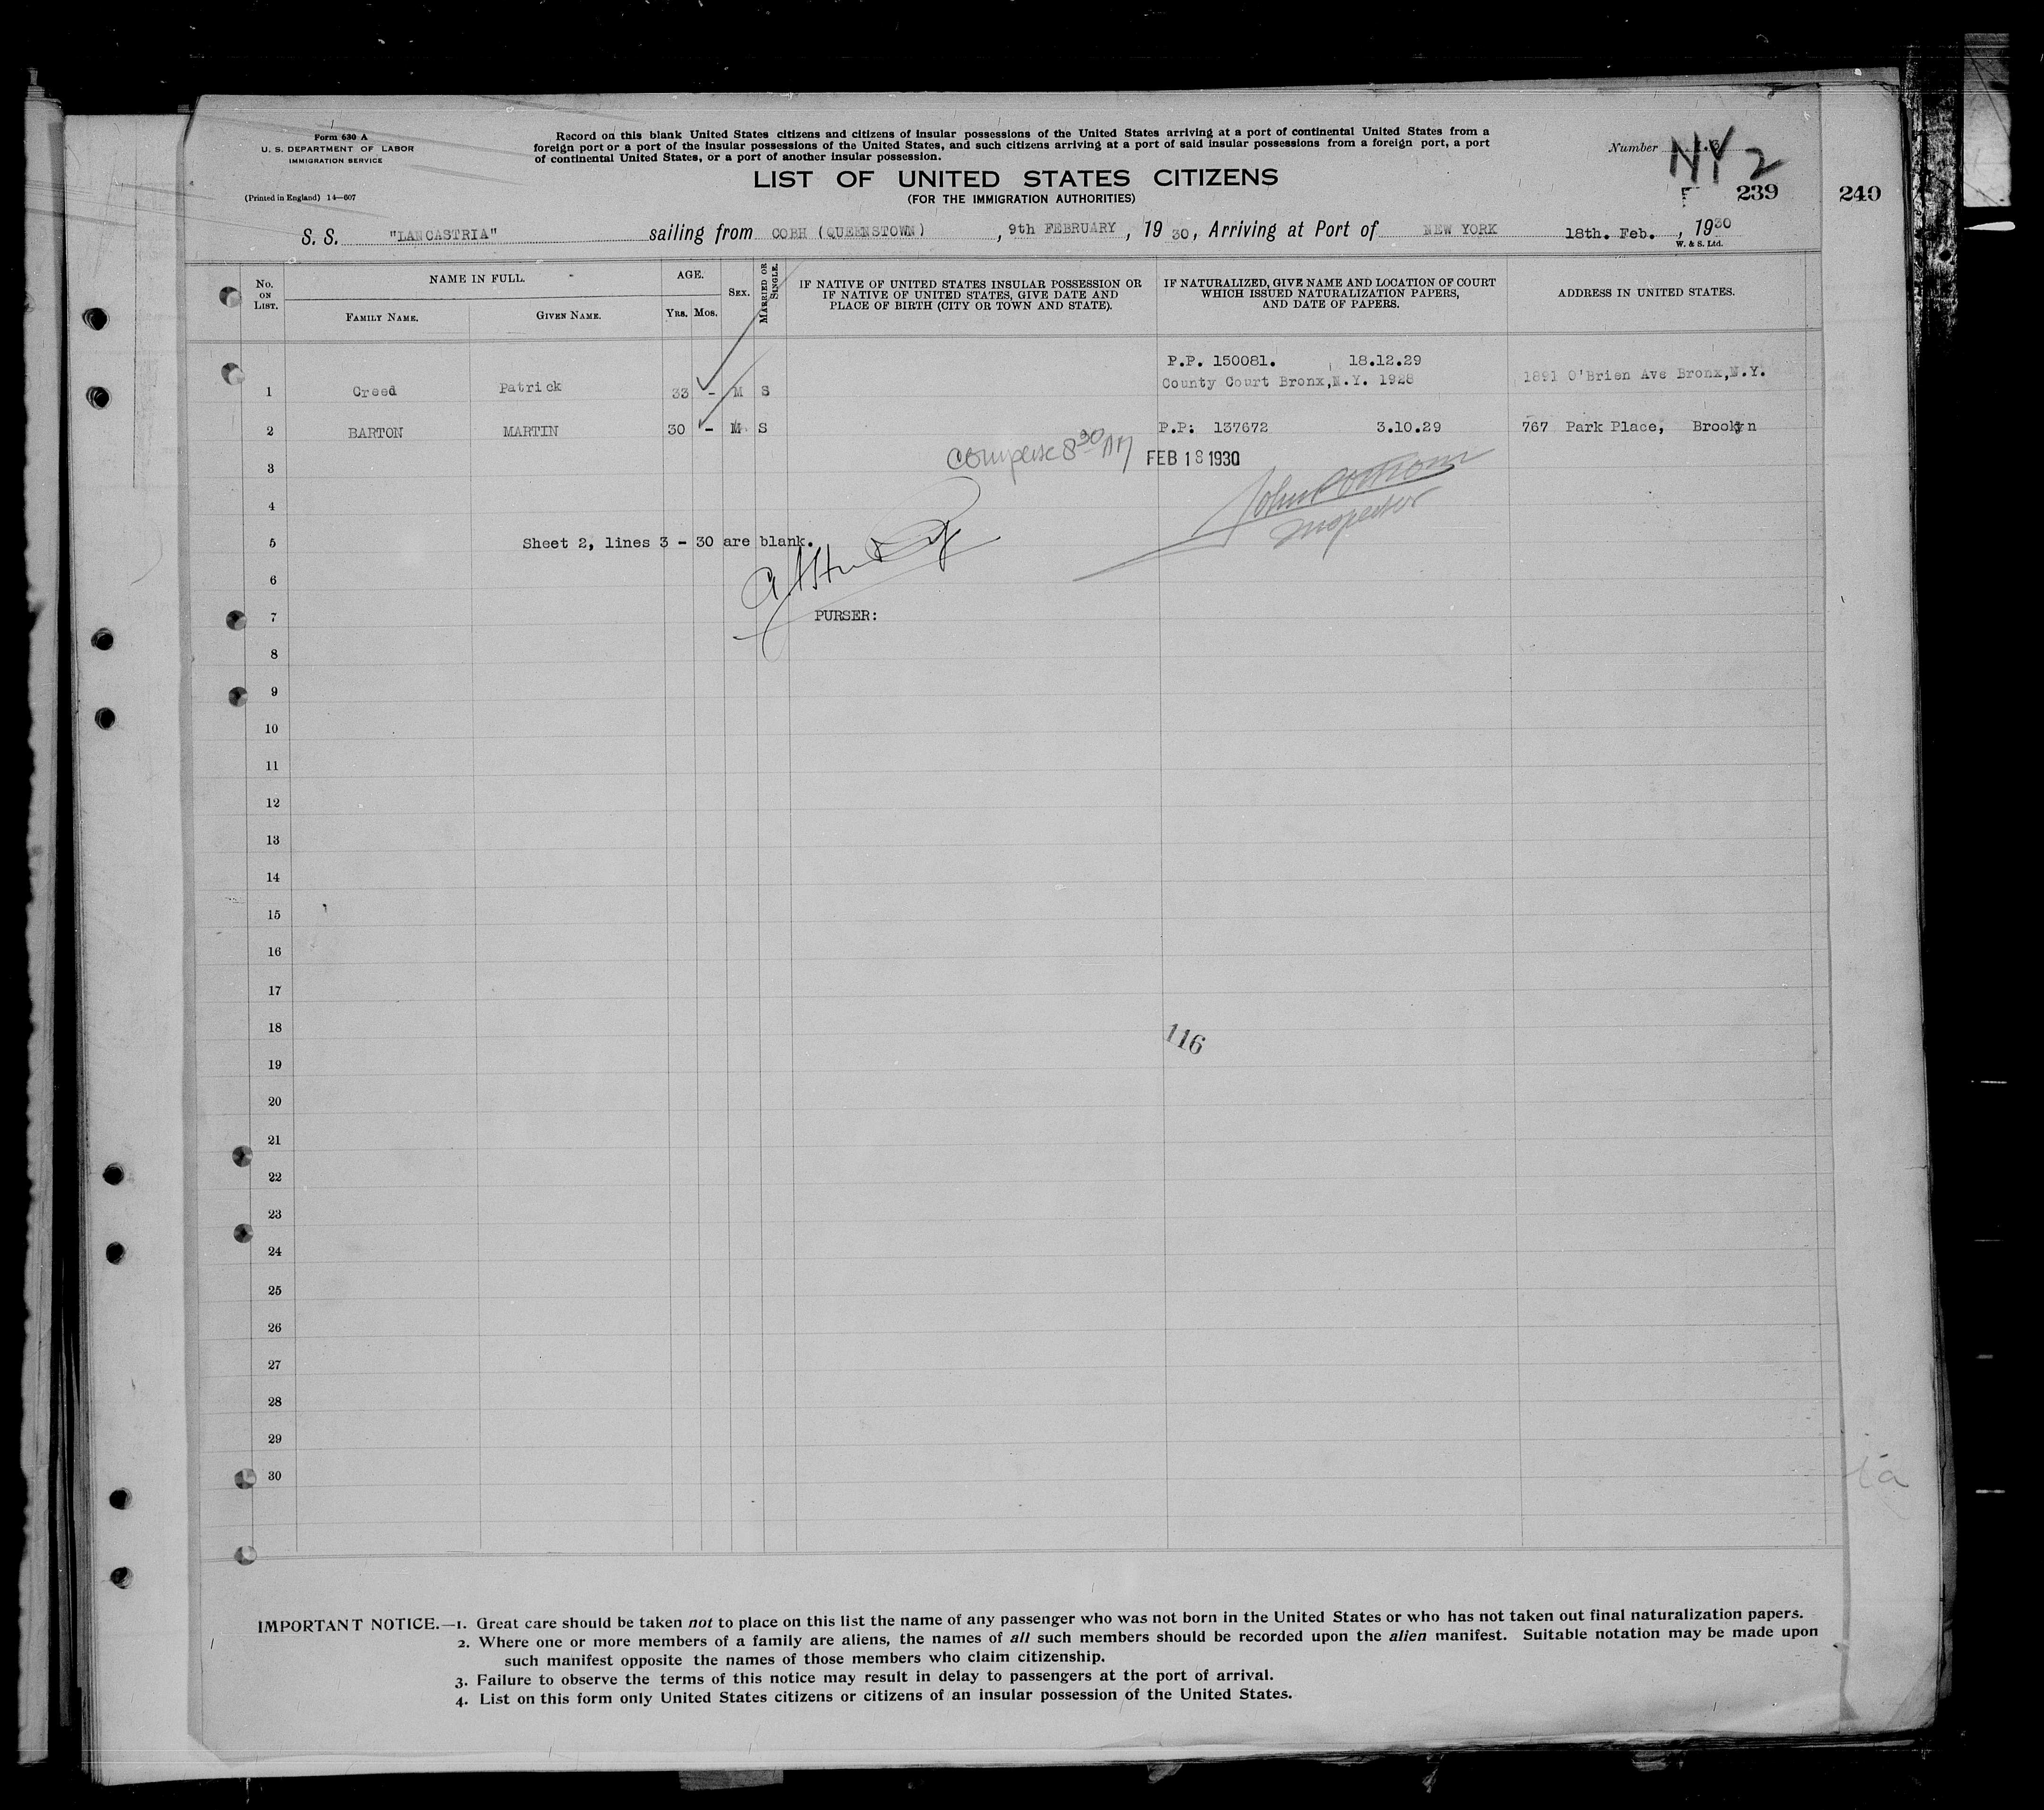 Form 630 A
U. S. DEPARTMENT OF LABOR
IMMIGRATION SERVICE
(Printed in England) 14—607
Record on this blank United States citizens and citizens of insular possessions of the United States arriving at a port of continental United States from a
foreign port or a port of the insular possessions of the United States, and such citizens arriving at a port of said insular possessions from a foreign port, a port
of continental United States, or a port of another insular possession.
Number
NY 2
239
240
LIST OF UNITED STATES CITIZENS
(FOR THE IMMIGRATION AUTHORITIES)
S. S. "LANCASTRIA" sailing from COBH (QUEENSTOWN), 9th FEBRUARY, 19 30, Arriving at Port of NEW YORK 18th. Feb., 1930
W. & S. Ltd.
No. ON LIST.
NAME IN FULL.
FAMILY NAME.
GIVEN NAME.
AGE.
YRS. MOS.
SEX.
MARRIED OR SINGLE.
IF NATIVE OF UNITED STATES INSULAR POSSESSION OR
IF NATIVE OF UNITED STATES, GIVE DATE AND
PLACE OF BIRTH (CITY OR TOWN AND STATE).
IF NATURALIZED, GIVE NAME AND LOCATION OF COURT
WHICH ISSUED NATURALIZATION PAPERS,
AND DATE OF PAPERS.
ADDRESS IN UNITED STATES.
P.P. 150081. 18.12.29
1 Creed Patrick 33 - M S County Court Bronx,N.Y. 1928 1891 O'Brien Ave Bronx,N.Y.
2 BARTON MARTIN 30 - M S P.P: 137672 3.10.29 767 Park Place, Brooklyn
3 8 30 AM FEB 18 1930
4 Inspector
5 Sheet 2, lines 3 - 30 are blank.
6
7 PURSER:
8
9
10
11
12
13
14
15
16
17
18 116
19
20
21
22
23
24
25
26
27
28
29
30
IMPORTANT NOTICE.—1. Great care should be taken not to place on this list the name of any passenger who was not born in the United States or who has not taken out final naturalization papers.
2. Where one or more members of a family are aliens, the names of all such members should be recorded upon the alien manifest. Suitable notation may be made upon
such manifest opposite the names of those members who claim citizenship.
3. Failure to observe the terms of this notice may result in delay to passengers at the port of arrival.
4. List on this form only United States citizens or citizens of an insular possession of the United States.